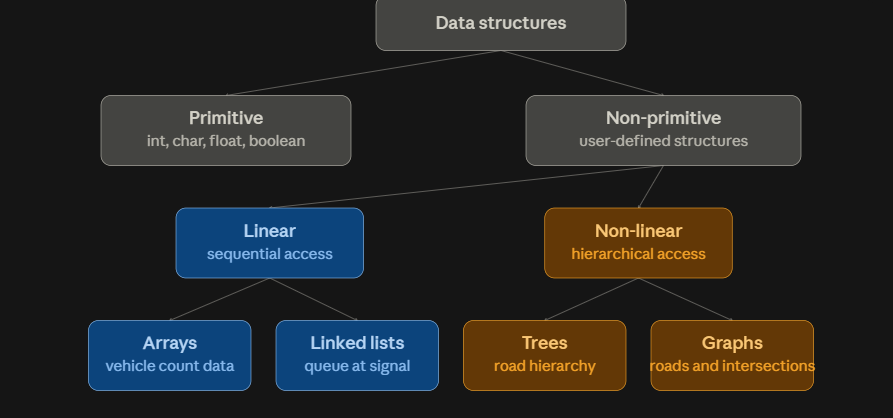 Data structures
Primitive
int, char, float, boolean
Non-primitive
user-defined structures
Linear
sequential access
Non-linear
hierarchical access
Arrays
vehicle count data
Linked lists
queue at signal
Trees
road hierarchy
Graphs
roads and intersections